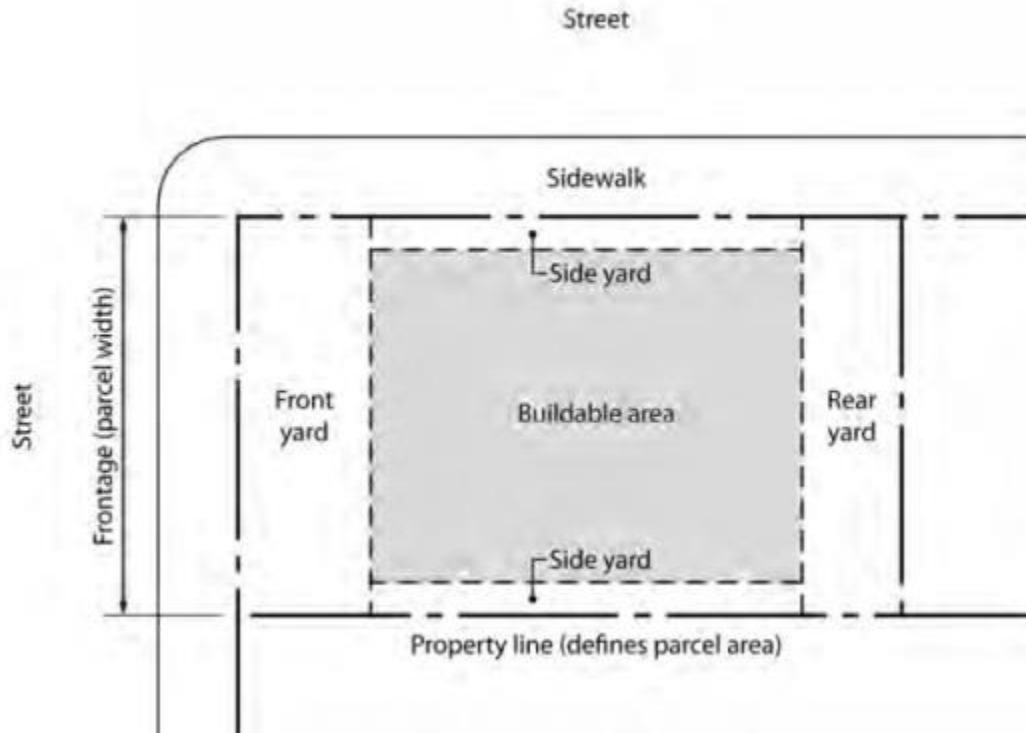 Street
Sidewalk
Side yard
Street
Frontage (parcel width)
Front
yard
Buildable area
Rear
yard
Side yard
Property line (defines parcel area)